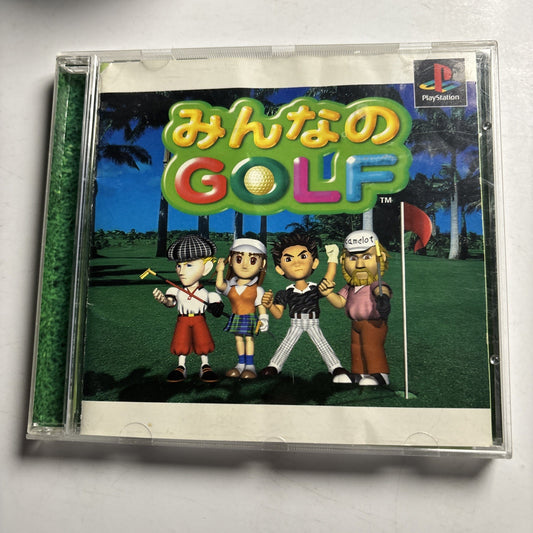 PlayStation
みんなの
GOLF
TM
camelot